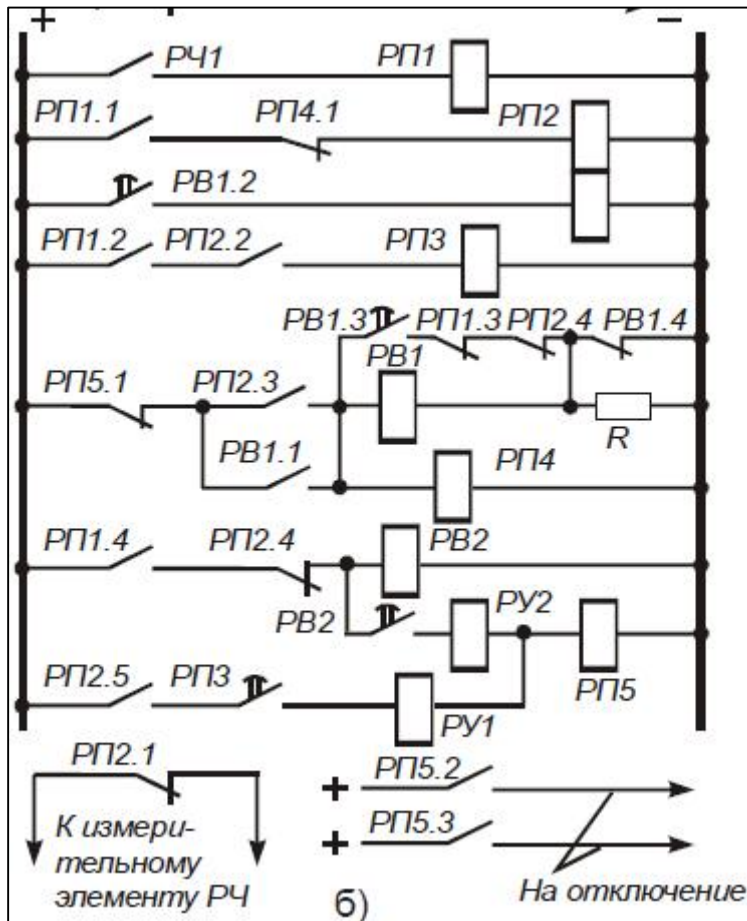 + −
РЧ1 РП1
РП1.1 РП4.1 РП2
РВ1.2
РП1.2 РП2.2 РП3
РВ1.3 РП1.3 РП2.4 РВ1.4
РВ1
РП5.1 РП2.3
R
РВ1.1 РП4
РП1.4 РП2.4 РВ2
РВ2 РУ2
РП5
РП2.5 РП3
РУ1
РП2.1
+ РП5.2
+ РП5.3
К измери-
тельному
элементу РЧ
На отключение
б)